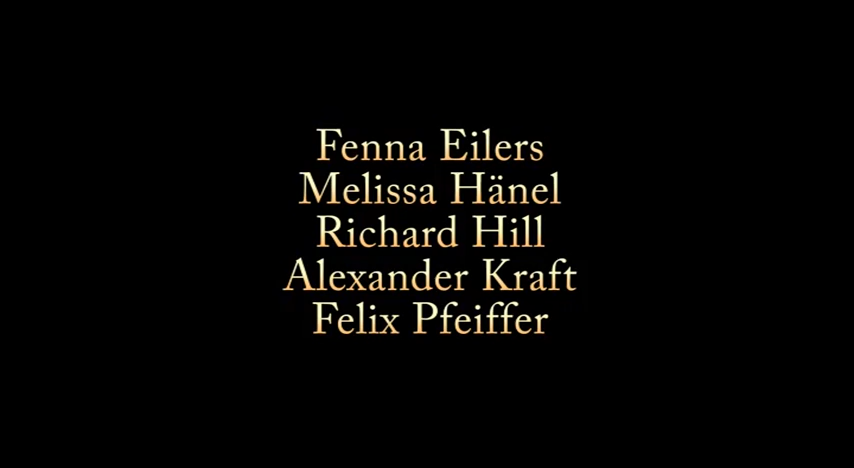 Fenna Eilers
Melissa Hänel
Richard Hill
Alexander Kraft
Felix Pfeiffer